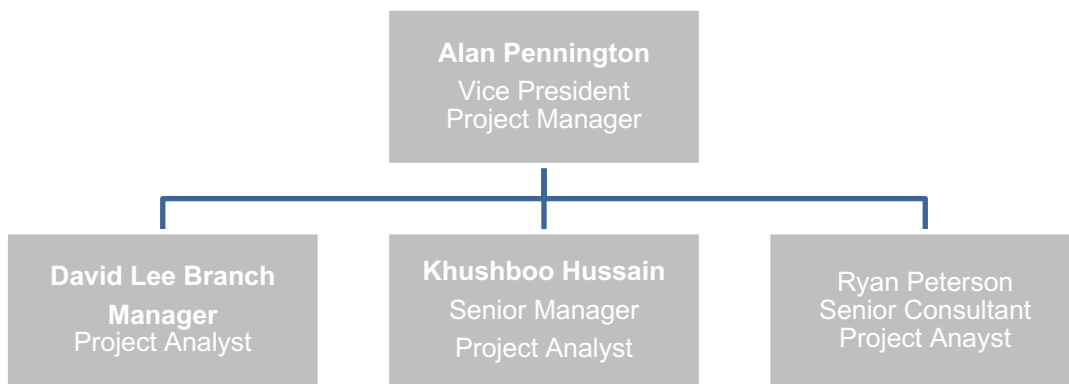 Alan Pennington
Vice President
Project Manager
David Lee Branch
Manager
Project Analyst
Khushboo Hussain
Senior Manager
Project Analyst
Ryan Peterson
Senior Consultant
Project Anayst